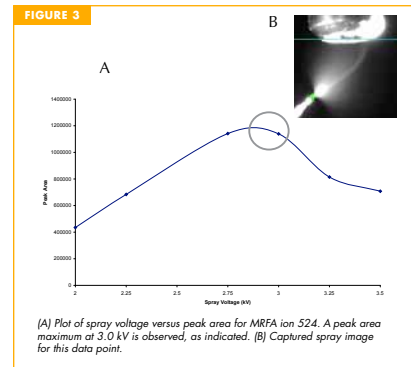 FIGURE 3
B
A
1400000
1200000
1000000
800000
600000
400000
200000
0
Peak Area
2
2.25
2.5
2.75
3
3.25
3.5
Spray Voltage (kV)
(A) Plot of spray voltage versus peak area for MRFA ion 524. A peak area
maximum at 3.0 kV is observed, as indicated. (B) Captured spray image
for this data point.